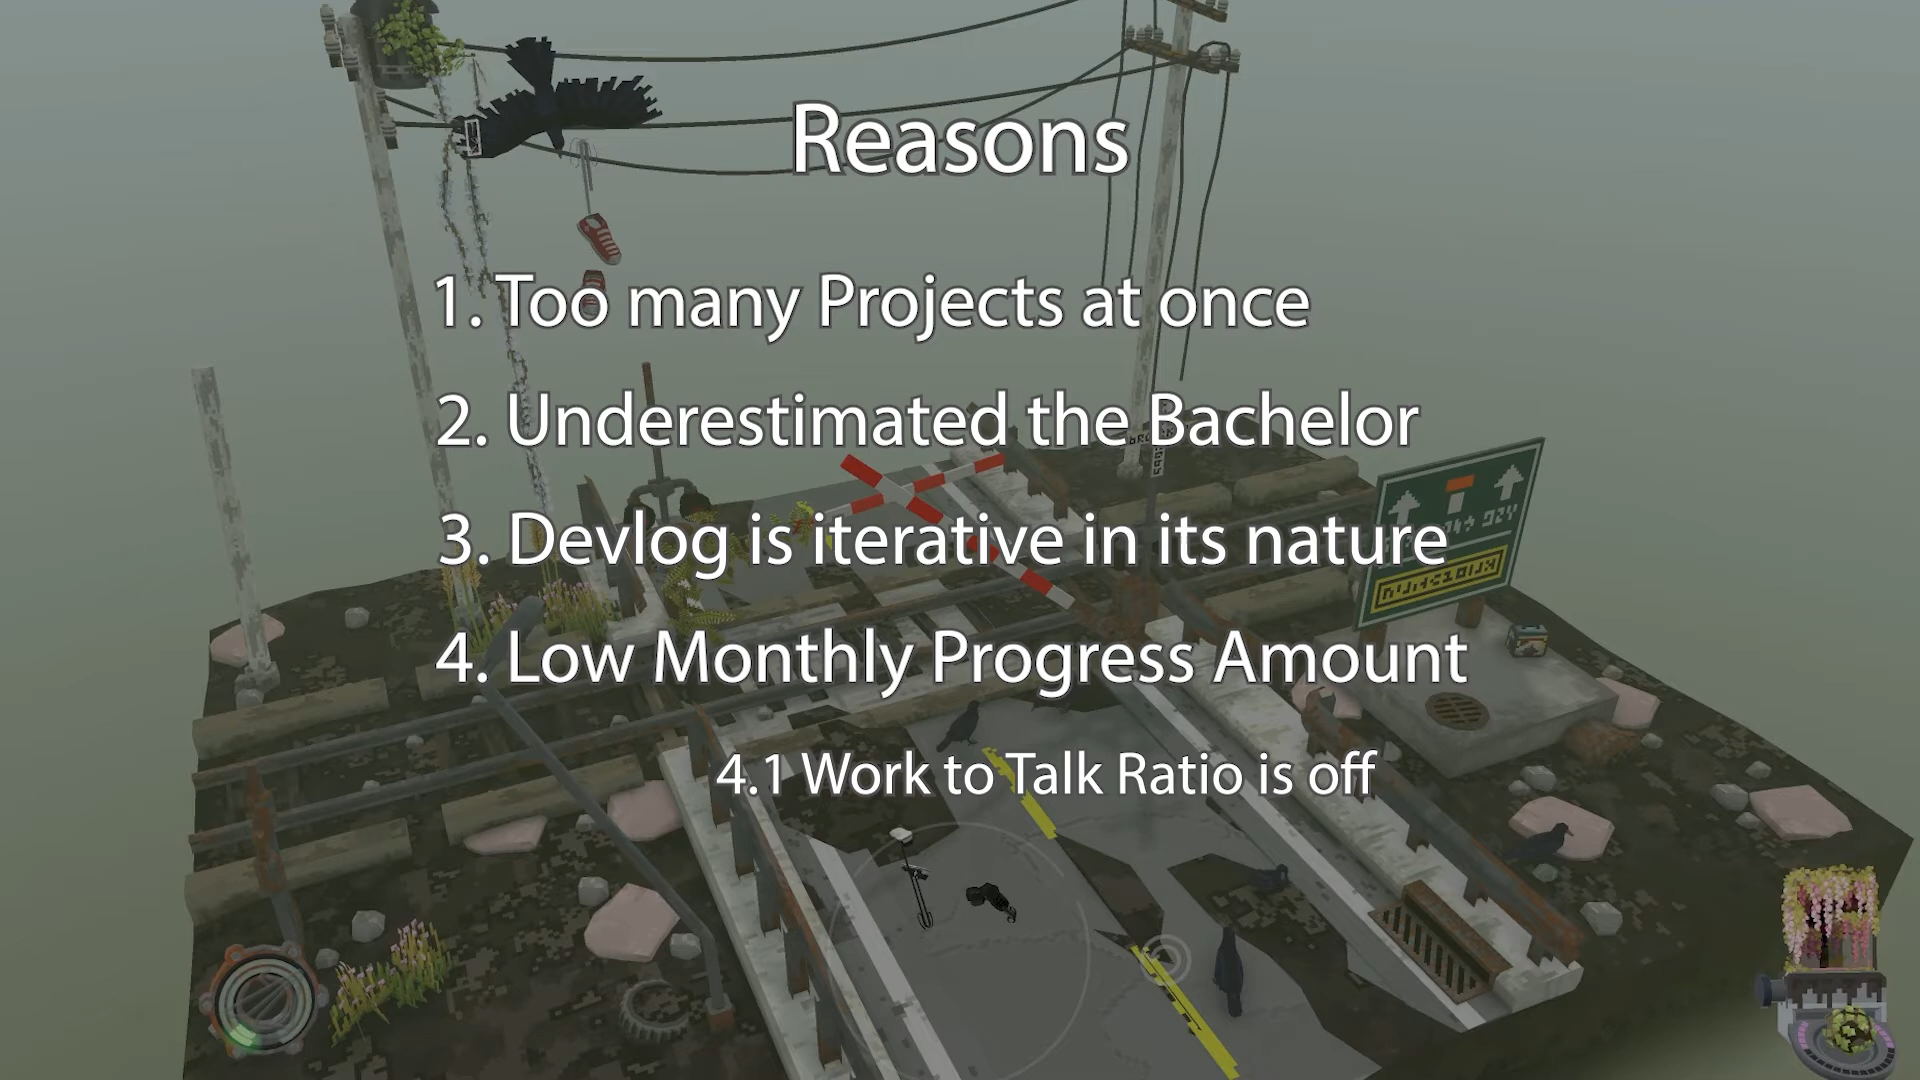 Reasons
1. Too many Projects at once
2. Underestimated the Bachelor
3. Devlog is iterative in its nature
4. Low Monthly Progress Amount
4.1 Work to Talk Ratio is off